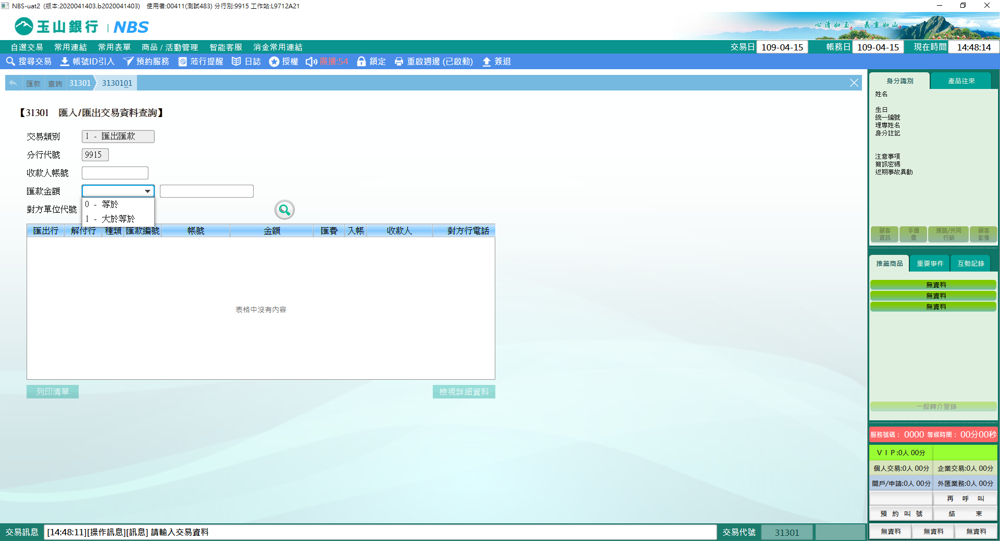 NBS-uat2 (版本:2020041403.b2020041403) 使用者:00411(測試483) 分行別:9915 工作站:L9712A21
玉山銀行 | NBS
心清如玉 義重如山
自選交易 常用連結 常用表單 商品 / 活動管理 智能客服 消金常用連結 交易日 109-04-15 帳務日 109-04-15 現在時間 14:48:14
搜尋交易 帳號ID引入 預約服務 蒞行提醒 日誌 授權 廣播:54 鎖定 重啟週邊 (已啟動) 簽退
匯款 查詢 31301 3130101
【31301 匯入/匯出交易資料查詢】
交易類別 1 - 匯出匯款
分行代號 9915
收款人帳號
匯款金額
0 - 等於
1 - 大於等於
對方單位代號
匯出行 解付行 種類 匯款編號 帳號 金額 匯費 入帳 收款人 對方行電話
表格中沒有內容
列印清單 檢視詳細資料
身分識別 產品往來
姓名
生日
統一編號
理專姓名
身分註記
注意事項
簡訊密碼
近期事故異動
顧客資訊 手續費 通路/共同行銷 顧客影像
推薦商品 重要事件 互動記錄
無資料
無資料
無資料
一般轉介登錄
服務號碼： 0000 等候時間： 00分00秒
ＶＩＰ:0人 00分
個人交易:0人 00分 企業交易:0人 00分
開戶/申請:0人 00分 外匯業務:0人 00分
再 呼 叫
預 約 叫 號 結 束
無資料 無資料 無資料
交易訊息 [14:48:11][操作訊息][訊息] 請輸入交易資料 交易代號 31301